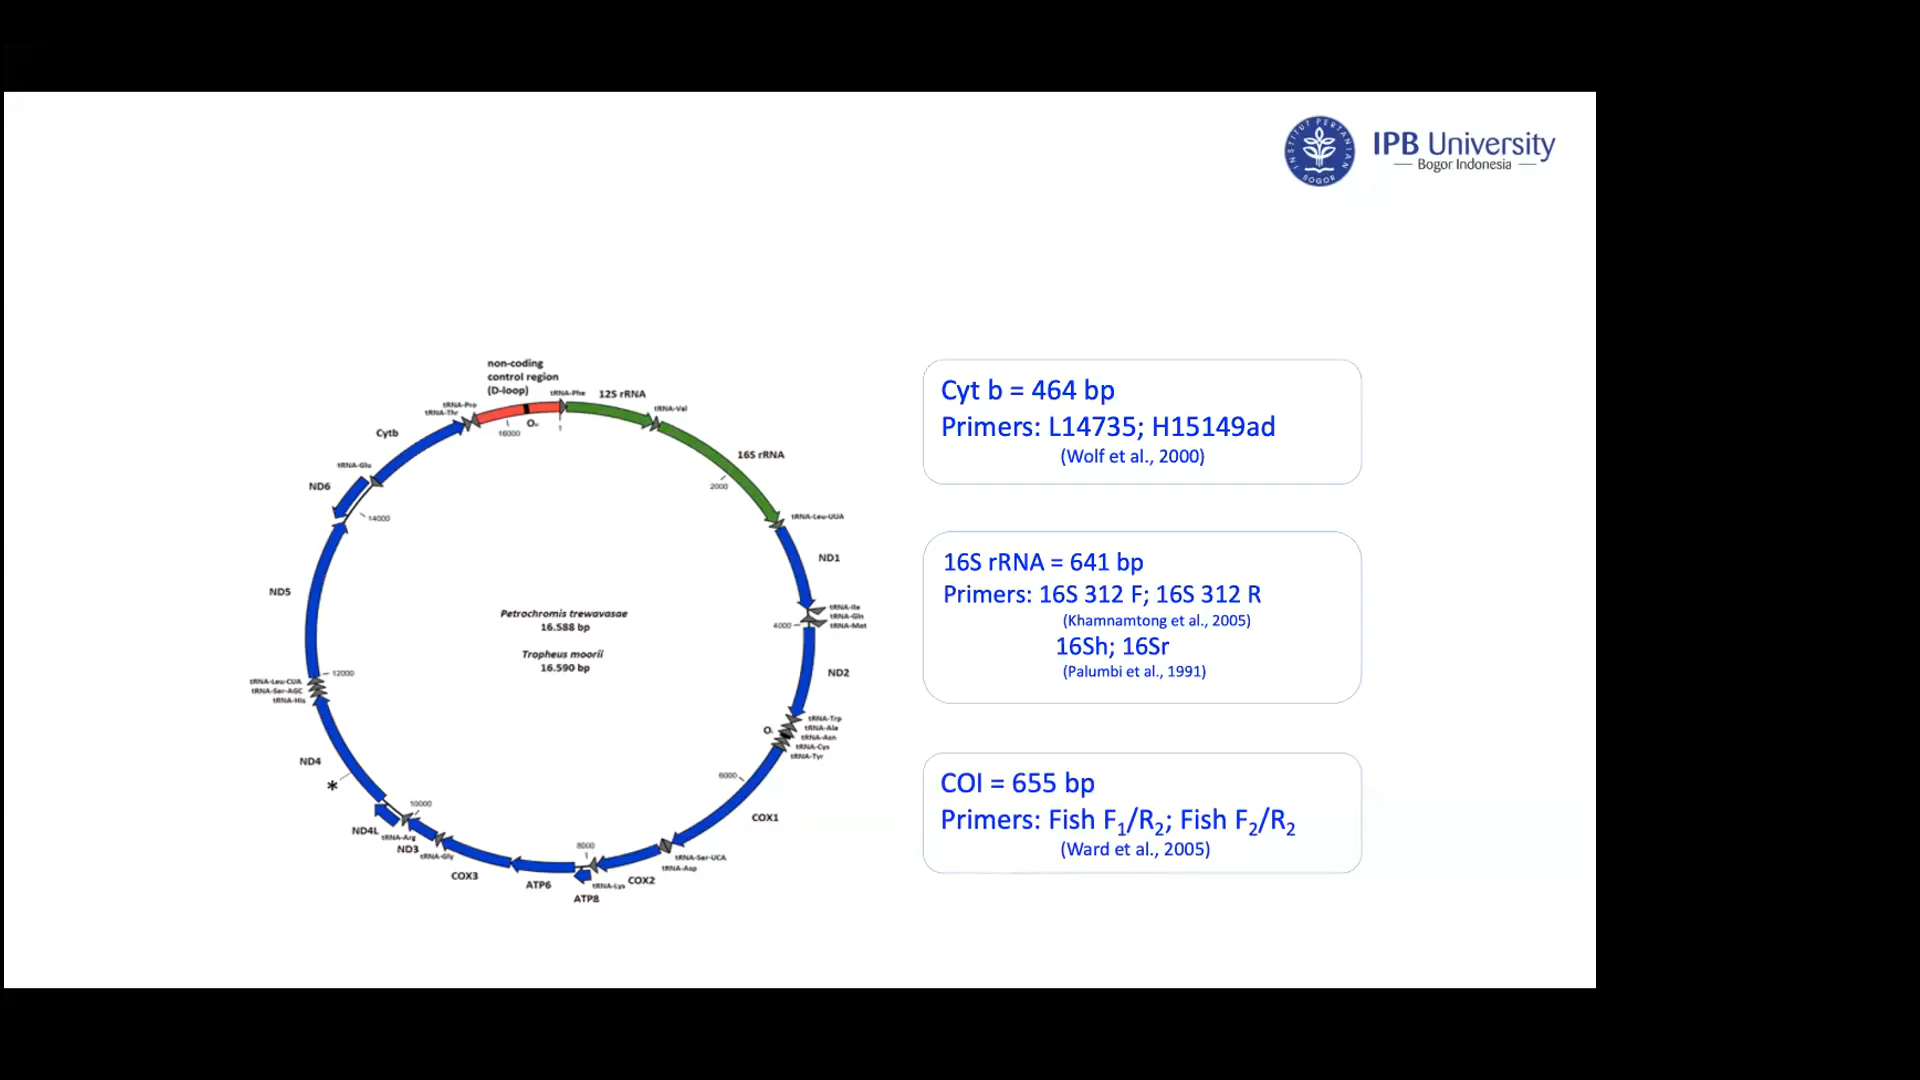 INSTITUT PERTANIAN BOGOR
IPB University
Bogor Indonesia
non-coding
control region
(D-loop)
tRNA-Phe
12S rRNA
tRNA-Val
tRNA-Pro
tRNA-Thr
16000
1
Cytb
16S rRNA
tRNA-Glu
ND6
2000
14000
tRNA-Leu-UUA
ND1
ND5
tRNA-Ile
tRNA-Gln
tRNA-Met
4000
Petrochromis trewavasae
16.588 bp
Tropheus moorii
16.590 bp
12000
ND2
tRNA-Leu-CUA
tRNA-Ser-AGC
tRNA-His
tRNA-Trp
tRNA-Ala
tRNA-Asn
tRNA-Cys
tRNA-Tyr
ND4
*
6000
10000
COX1
ND4L
tRNA-Arg
ND3
tRNA-Gly
8000
tRNA-Ser-UCA
tRNA-Asp
COX3
ATP6
tRNA-Lys
COX2
ATP8
Cyt b = 464 bp
Primers: L14735; H15149ad
(Wolf et al., 2000)
16S rRNA = 641 bp
Primers: 16S 312 F; 16S 312 R
(Khamnamtong et al., 2005)
16Sh; 16Sr
(Palumbi et al., 1991)
COI = 655 bp
Primers: Fish F1/R2; Fish F2/R2
(Ward et al., 2005)